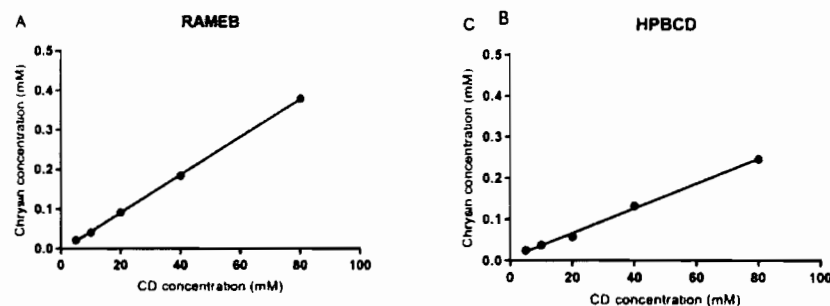 A
RAMEB
0.5
0.4
0.3
0.2
0.1
0.0
Chrysin concentration (mM)
0
20
40
60
80
100
CD concentration (mM)
C
B
HPBCD
0.5
0.4
0.3
0.2
0.1
0.0
Chrysin concentration (mM)
0
20
40
60
80
100
CD concentration (mM)